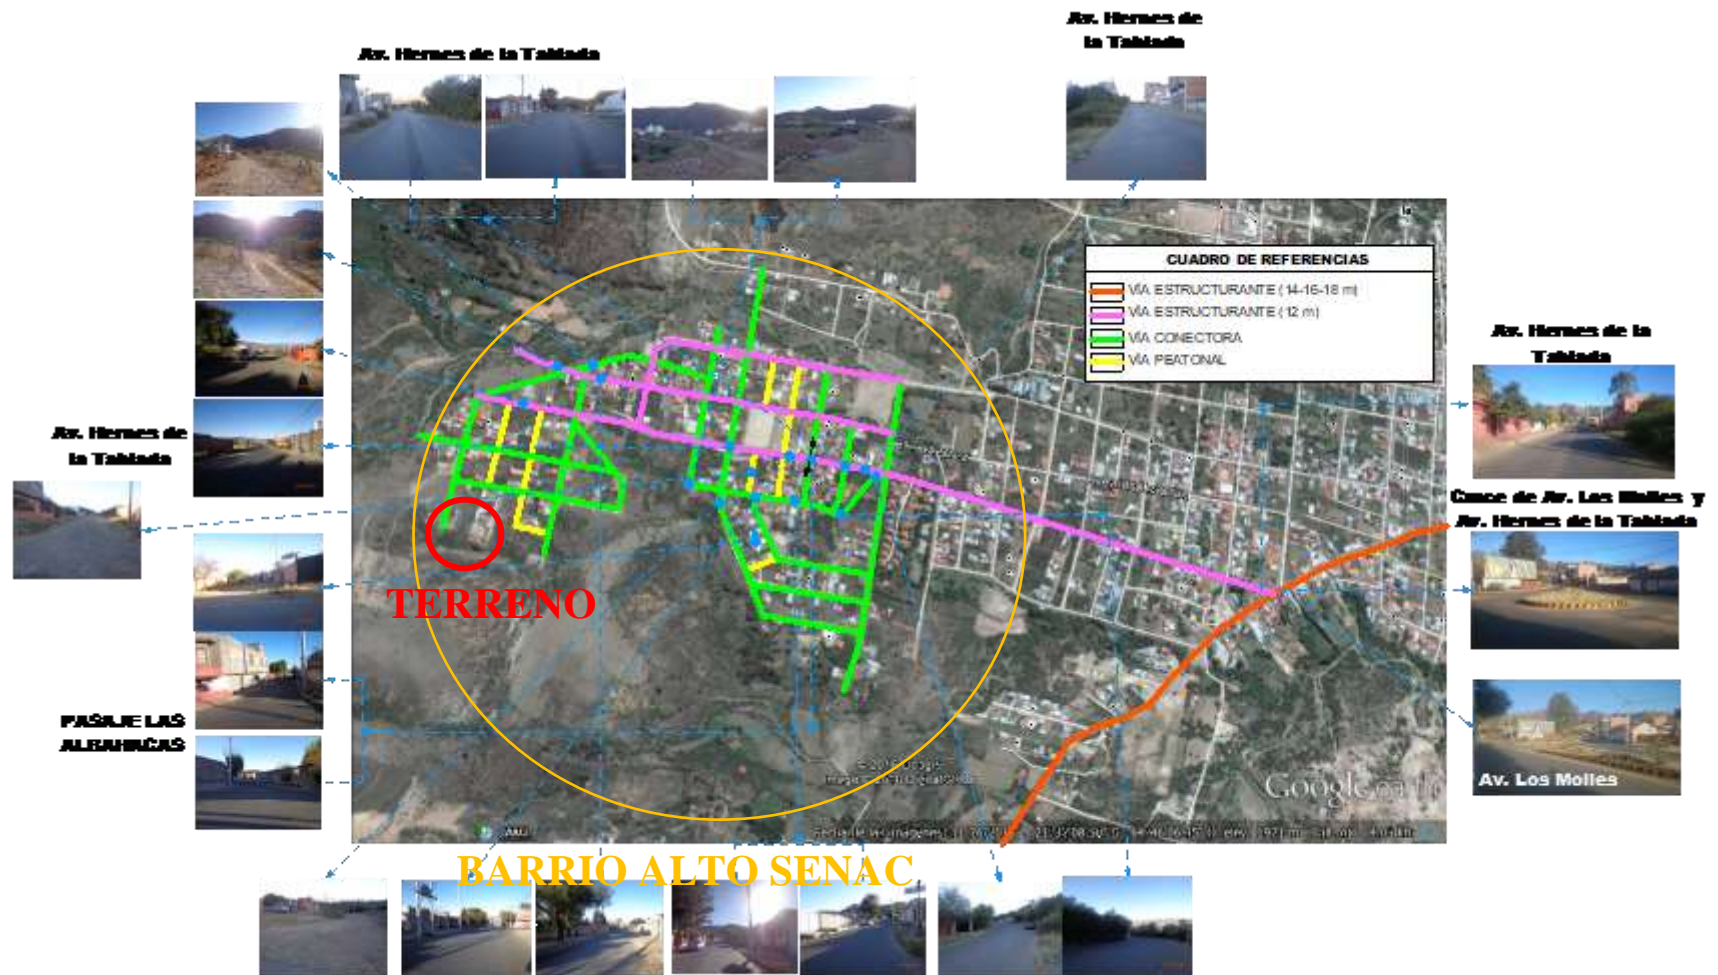 Av. Hernes de
la Tablada
Av. Hernes de la Tablada
CUADRO DE REFERENCIAS
VÍA ESTRUCTURANTE (14-16-18 m)
VÍA ESTRUCTURANTE (12 m)
VÍA CONECTORA
VÍA PEATONAL
Av. Hernes de la
Tablada
Av. Hernes de
la Tablada
Cruce de Av. Los Molles y
Av. Hernes de la Tablada
TERRENO
PASAJE LAS
ALBAHACAS
Av. Los Molles
Google earth
BARRIO ALTO SENAC